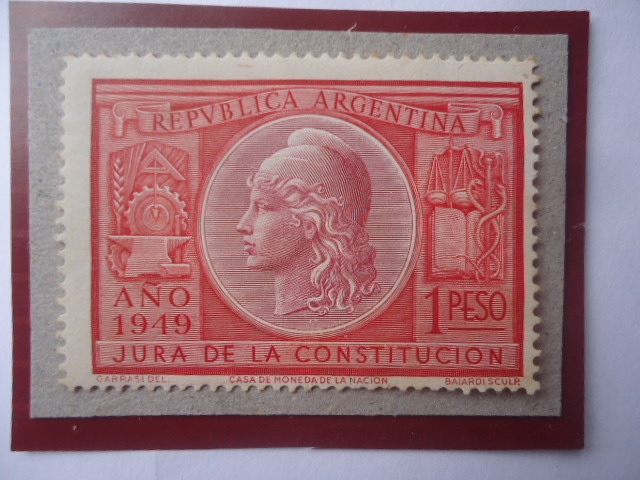 REPVBLICA ARGENTINA
V
AÑO
1949
1 PESO
JURA DE LA CONSTITUCION
GARRASI DEL. CASA DE MONEDA DE LA NACION BAIARDI SCULP.